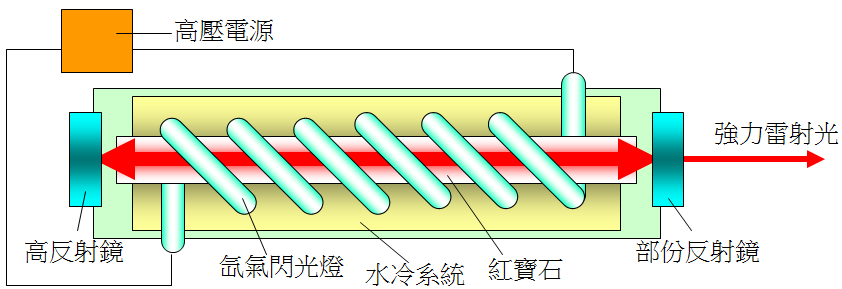 高壓電源
強力雷射光
高反射鏡
氙氣閃光燈
水冷系統
紅寶石
部份反射鏡